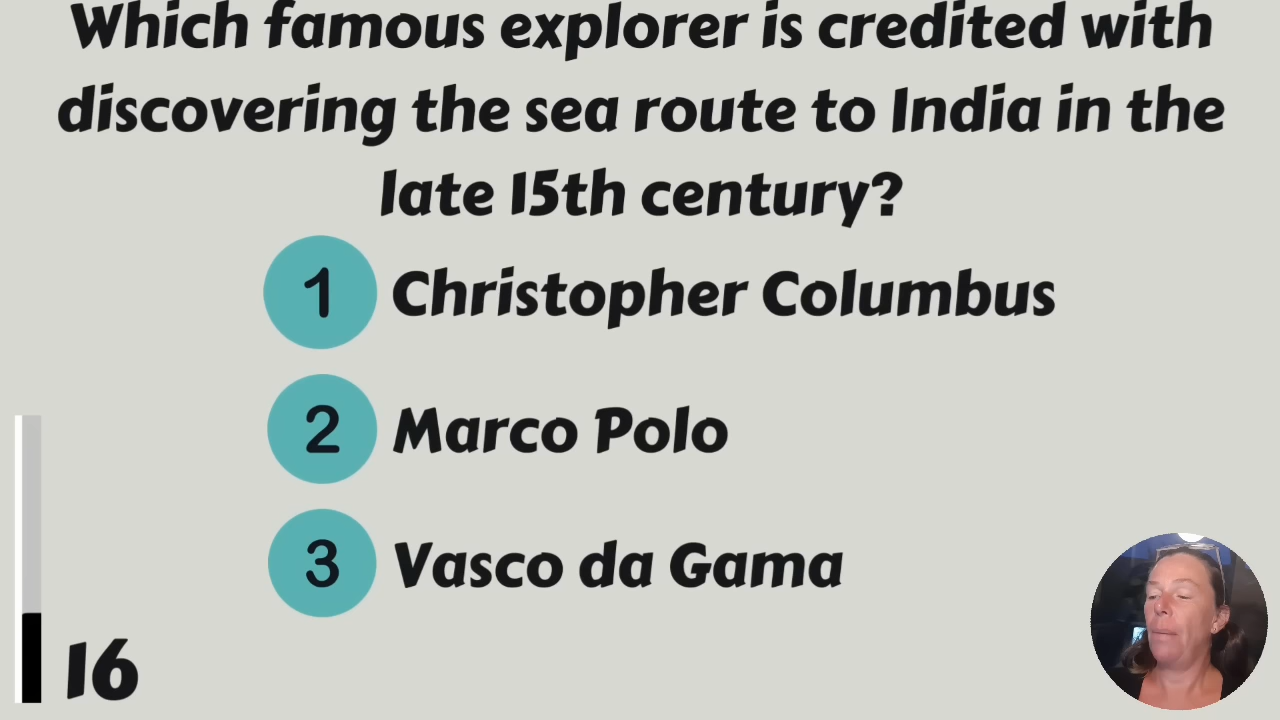 Which famous explorer is credited with
discovering the sea route to India in the
late 15th century?
1 Christopher Columbus
2 Marco Polo
3 Vasco da Gama
16